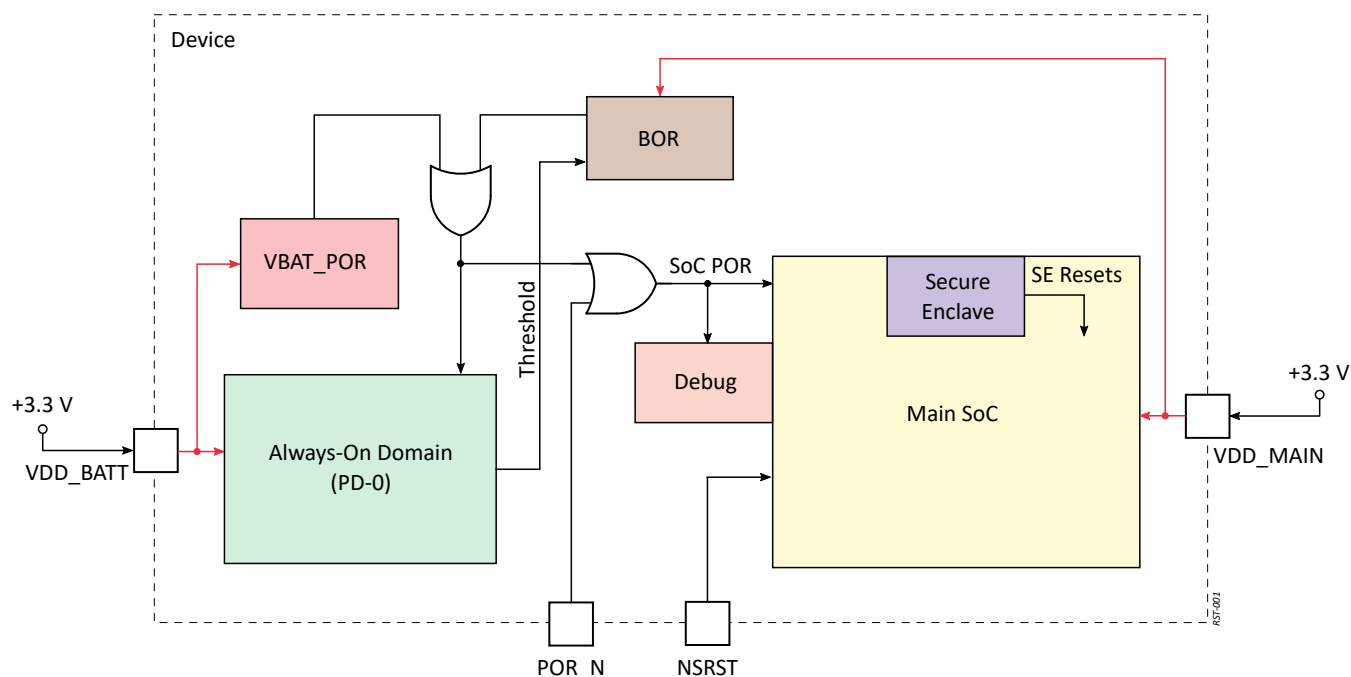 Device
BOR
VBAT_POR
SoC POR
Secure
Enclave
SE Resets
Threshold
Debug
+3.3 V
+3.3 V
Main SoC
Always-On Domain
(PD-0)
VDD_BATT
VDD_MAIN
RST-001
POR_N
NSRST